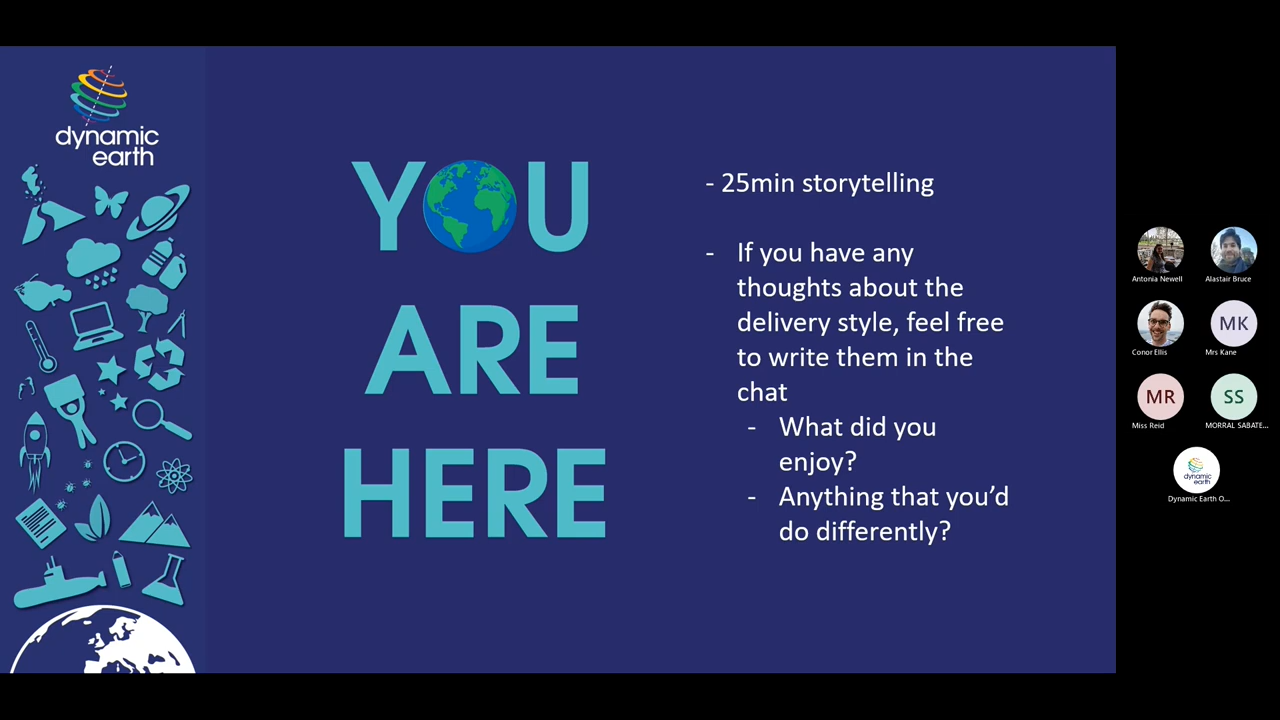 dynamic
earth
YOU
ARE
HERE
- 25min storytelling
- If you have any
thoughts about the
delivery style, feel free
to write them in the
chat
- What did you
enjoy?
- Anything that you’d
do differently?
Antonia Newell
Alastair Bruce
Conor Ellis
MK
Mrs Kane
MR
Miss Reid
SS
MORRAL SABATE...
dynamic
earth
Dynamic Earth O...